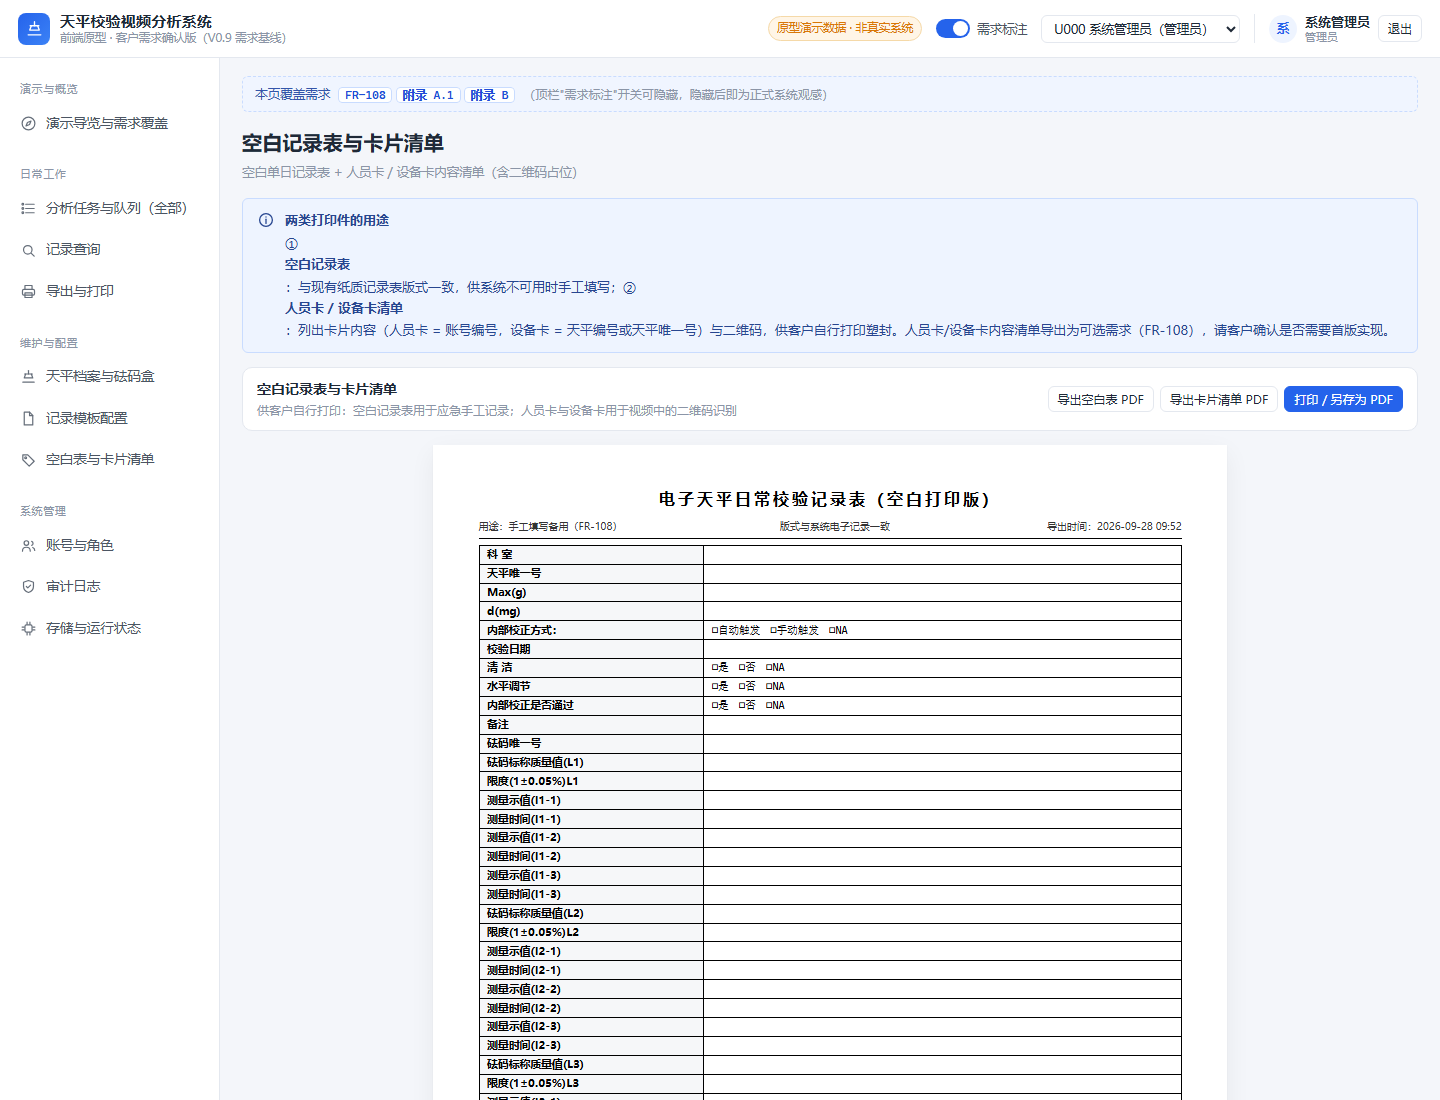 天平校验视频分析系统
前端原型 · 客户需求确认版（V0.9 需求基线）
原型演示数据 · 非真实系统
需求标注
U000 系统管理员（管理员）
系
系统管理员
管理员
退出
演示与概览
演示导览与需求覆盖
日常工作
分析任务与队列（全部）
记录查询
导出与打印
维护与配置
天平档案与砝码盒
记录模板配置
空白表与卡片清单
系统管理
账号与角色
审计日志
存储与运行状态
本页覆盖需求 FR-108 附录 A.1 附录 B （顶栏"需求标注"开关可隐藏，隐藏后即为正式系统观感）
空白记录表与卡片清单
空白单日记录表 + 人员卡 / 设备卡内容清单（含二维码占位）
两类打印件的用途
①
空白记录表
：与现有纸质记录表版式一致，供系统不可用时手工填写；②
人员卡 / 设备卡清单
：列出卡片内容（人员卡 = 账号编号，设备卡 = 天平编号或天平唯一号）与二维码，供客户自行打印塑封。人员卡/设备卡内容清单导出为可选需求（FR-108），请客户确认是否需要首版实现。
空白记录表与卡片清单
供客户自行打印：空白记录表用于应急手工记录；人员卡与设备卡用于视频中的二维码识别
导出空白表 PDF
导出卡片清单 PDF
打印 / 另存为 PDF
电子天平日常校验记录表（空白打印版）
用途：手工填写备用（FR-108） 版式与系统电子记录一致 导出时间：2026-09-28 09:52
科 室
天平唯一号
Max(g)
d(mg)
内部校正方式： □自动触发 □手动触发 □NA
校验日期
清 洁 □是 □否 □NA
水平调节 □是 □否 □NA
内部校正是否通过 □是 □否 □NA
备注
砝码唯一号
砝码标称质量值(L1)
限度(1±0.05%)L1
测量示值(I1-1)
测量时间(I1-1)
测量示值(I1-2)
测量时间(I1-2)
测量示值(I1-3)
测量时间(I1-3)
砝码标称质量值(L2)
限度(1±0.05%)L2
测量示值(I2-1)
测量时间(I2-1)
测量示值(I2-2)
测量时间(I2-2)
测量示值(I2-3)
测量时间(I2-3)
砝码标称质量值(L3)
限度(1±0.05%)L3